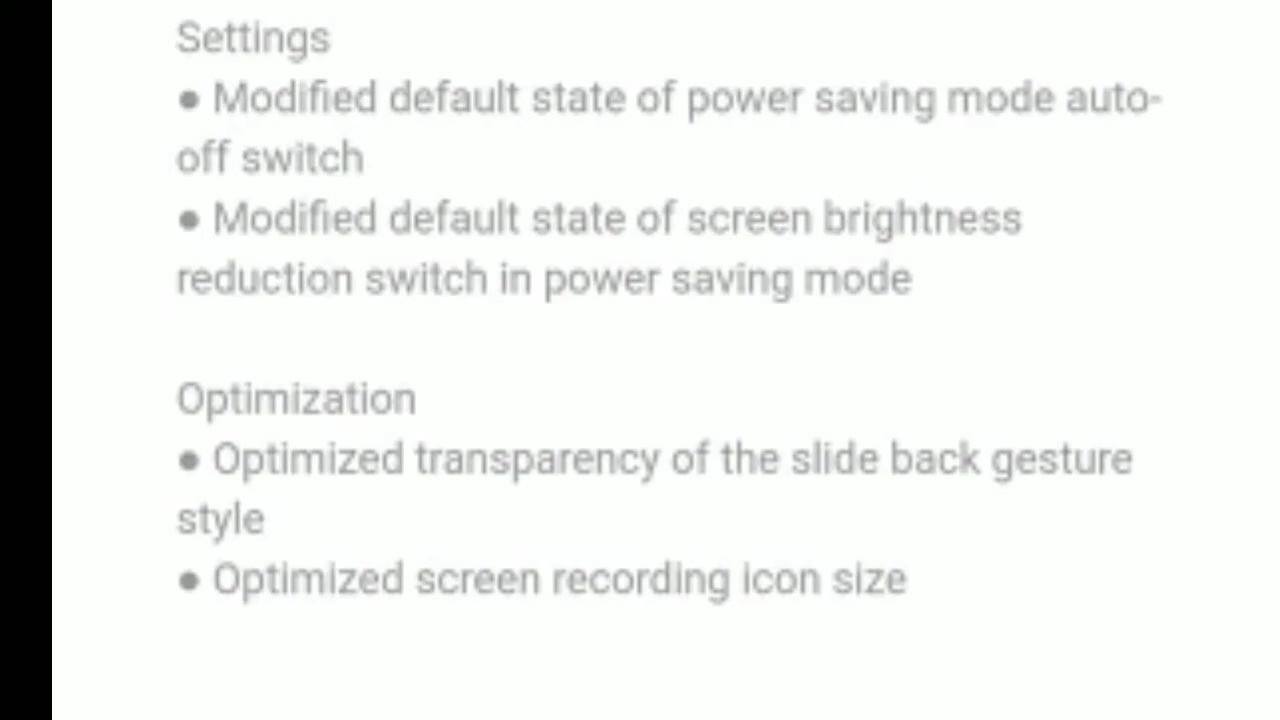 Settings
● Modified default state of power saving mode auto-
off switch
● Modified default state of screen brightness
reduction switch in power saving mode
Optimization
● Optimized transparency of the slide back gesture
style
● Optimized screen recording icon size